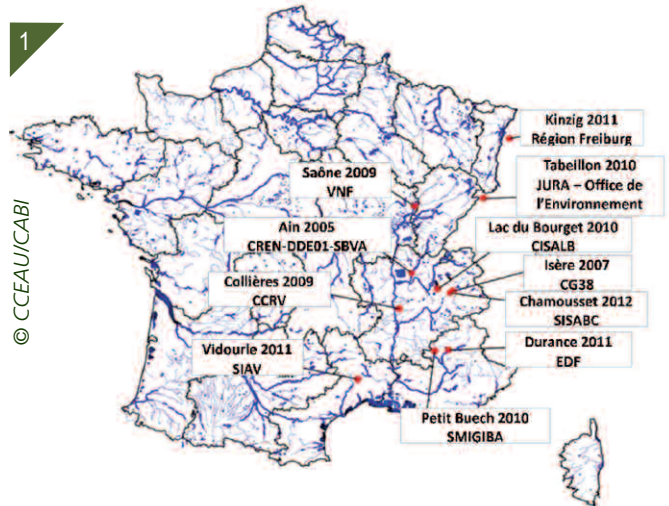 1
© CCEAU/CABI
Kinzig 2011
Région Freiburg
Tabeillon 2010
JURA – Office de
l'Environnement
Saône 2009
VNF
Ain 2005
CREN-DDE01-SBVA
Lac du Bourget 2010
CISALB
Isère 2007
CG38
Collières 2009
CCRV
Chamousset 2012
SISABC
Durance 2011
EDF
Vidourle 2011
SIAV
Petit Buech 2010
SMIGIBA